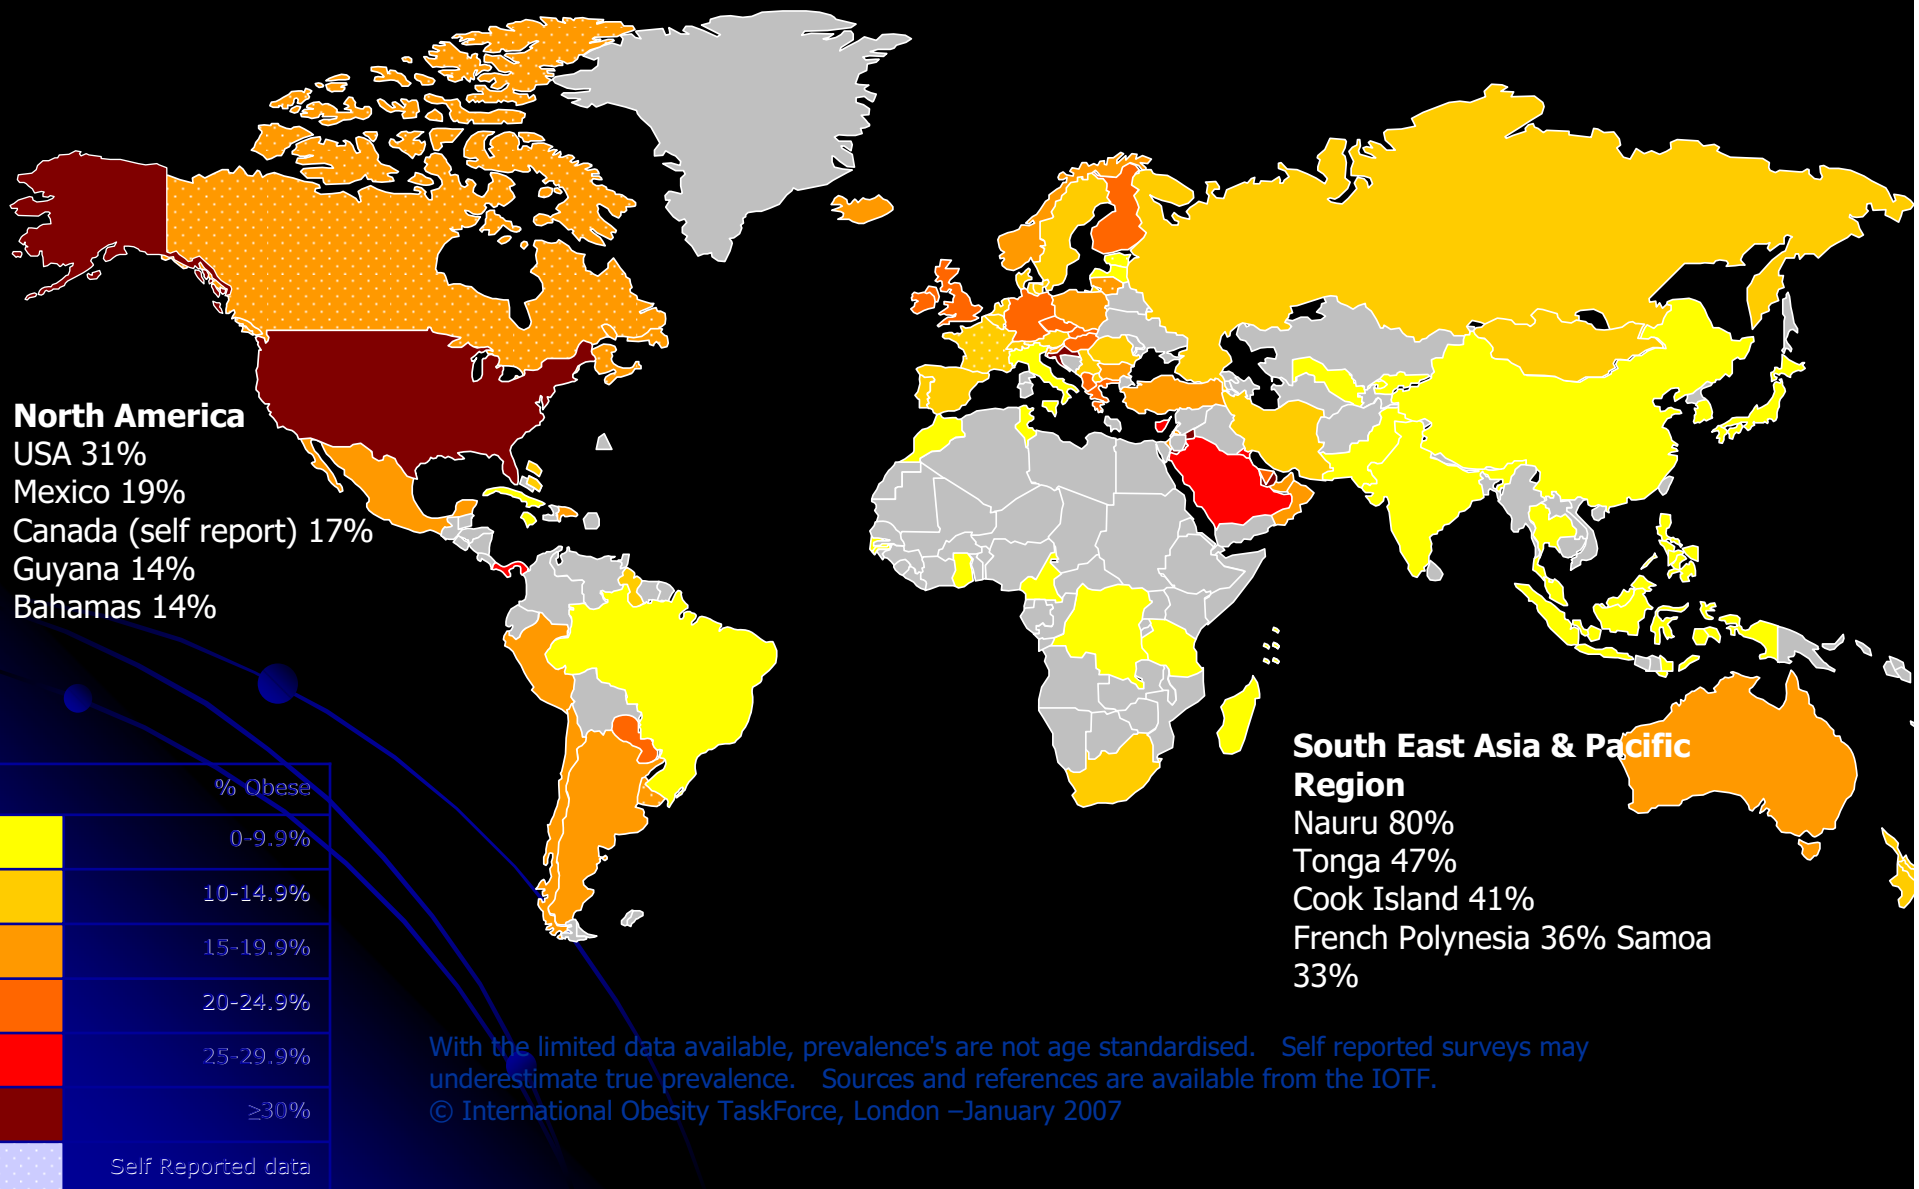 North America
USA 31%
Mexico 19%
Canada (self report) 17%
Guyana 14%
Bahamas 14%
South East Asia & Pacific
Region
Nauru 80%
Tonga 47%
Cook Island 41%
French Polynesia 36% Samoa
33%
% Obese
0-9.9%
10-14.9%
15-19.9%
20-24.9%
25-29.9%
≥30%
Self Reported data
With the limited data available, prevalence's are not age standardised.   Self reported surveys may
underestimate true prevalence.   Sources and references are available from the IOTF.
© International Obesity TaskForce, London –January 2007